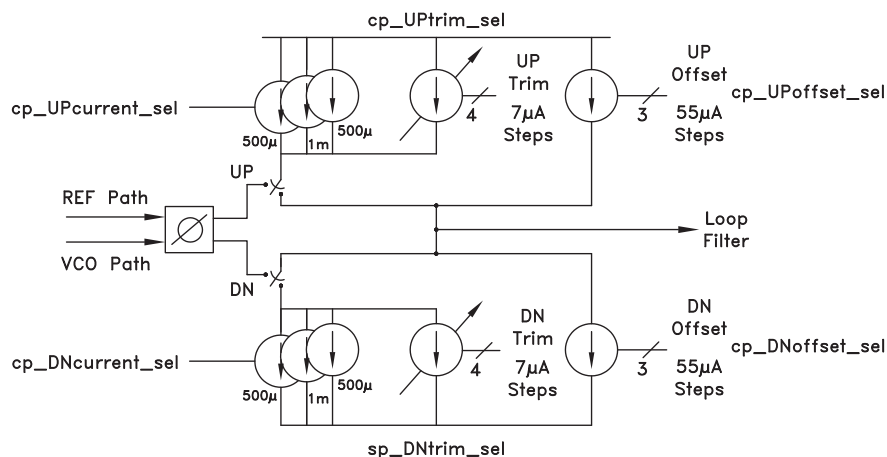 cp_UPtrim_sel
UP
Trim
7μA
Steps
UP
Offset
55μA
Steps
cp_UPcurrent_sel
cp_UPoffset_sel
500μ
1m
500μ
4
3
UP
REF Path
VCO Path
DN
Loop
Filter
DN
Trim
7μA
Steps
DN
Offset
55μA
Steps
cp_DNcurrent_sel
cp_DNoffset_sel
500μ
1m
500μ
4
3
sp_DNtrim_sel